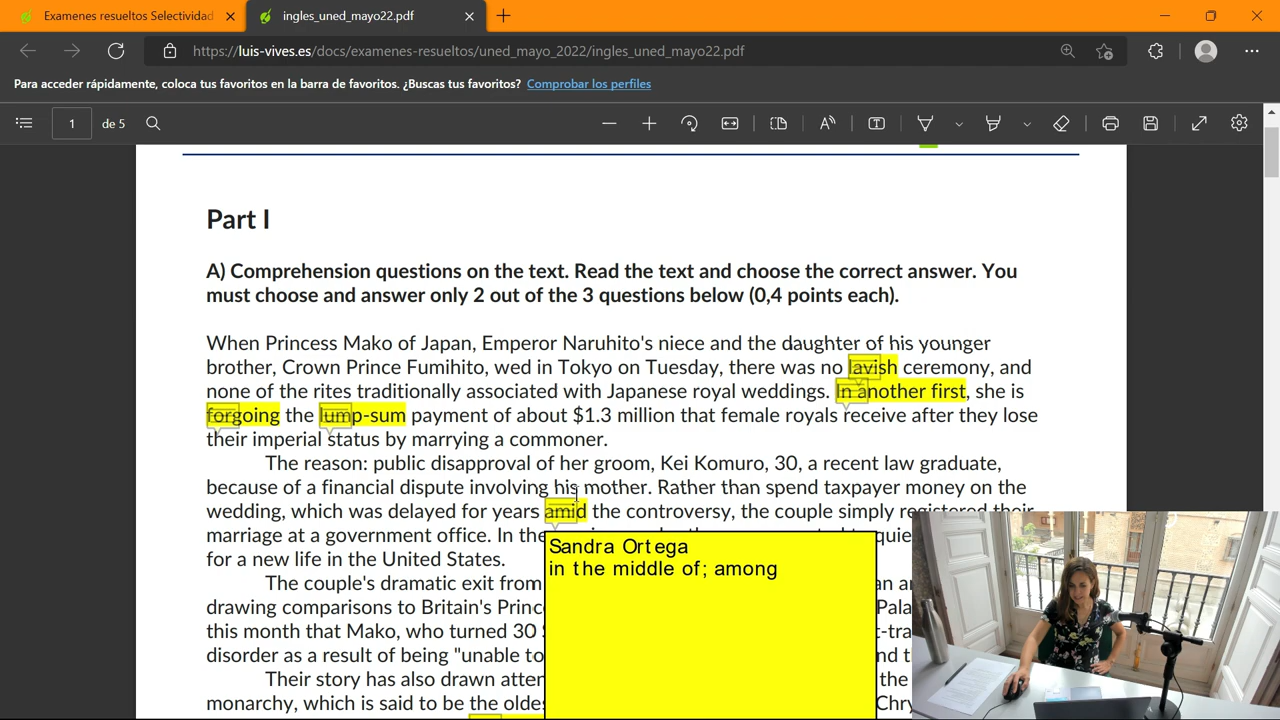 Examenes resueltos Selectividad
ingles_uned_mayo22.pdf
https://luis-vives.es/docs/examenes-resueltos/uned_mayo_2022/ingles_uned_mayo22.pdf
Para acceder rápidamente, coloca tus favoritos en la barra de favoritos. ¿Buscas tus favoritos? Comprobar los perfiles
1 de 5
Part I
A) Comprehension questions on the text. Read the text and choose the correct answer. You
must choose and answer only 2 out of the 3 questions below (0,4 points each).
When Princess Mako of Japan, Emperor Naruhito's niece and the daughter of his younger
brother, Crown Prince Fumihito, wed in Tokyo on Tuesday, there was no lavish ceremony, and
none of the rites traditionally associated with Japanese royal weddings. In another first, she is
forgoing the lump-sum payment of about $1.3 million that female royals receive after they lose
their imperial status by marrying a commoner.
The reason: public disapproval of her groom, Kei Komuro, 30, a recent law graduate,
because of a financial dispute involving his mother. Rather than spend taxpayer money on the
wedding, which was delayed for years amid the controversy, the couple simply registered their
marriage at a government office. In the
for a new life in the United States.
Sandra Ortega
in the middle of; among
The couple's dramatic exit from
drawing comparisons to Britain's Princ
this month that Mako, who turned 30
disorder as a result of being "unable to
Their story has also drawn atten
monarchy, which is said to be the oldes